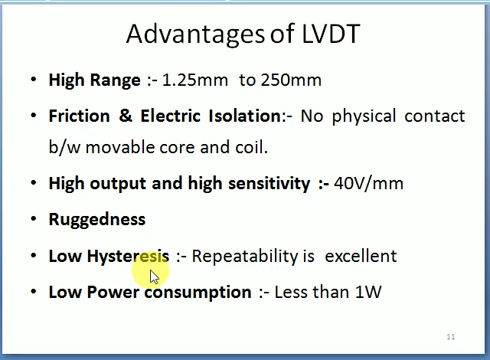 Advantages of LVDT
• High Range :- 1.25mm to 250mm
• Friction & Electric Isolation:- No physical contact
b/w movable core and coil.
• High output and high sensitivity :- 40V/mm
• Ruggedness
• Low Hysteresis :- Repeatability is excellent
• Low Power consumption :- Less than 1W
11